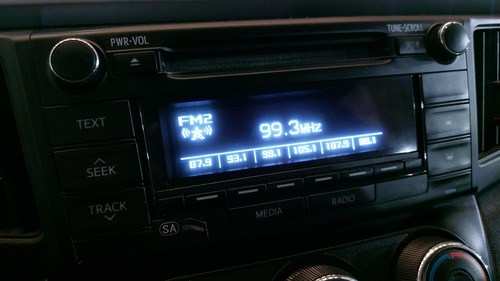 PWR•VOL
TUNE•SCROLL
FM2
99.3MHz
87.9 93.1 98.1 105.1 107.9 88.1
TEXT
SEEK
TRACK
MEDIA
RADIO
SA